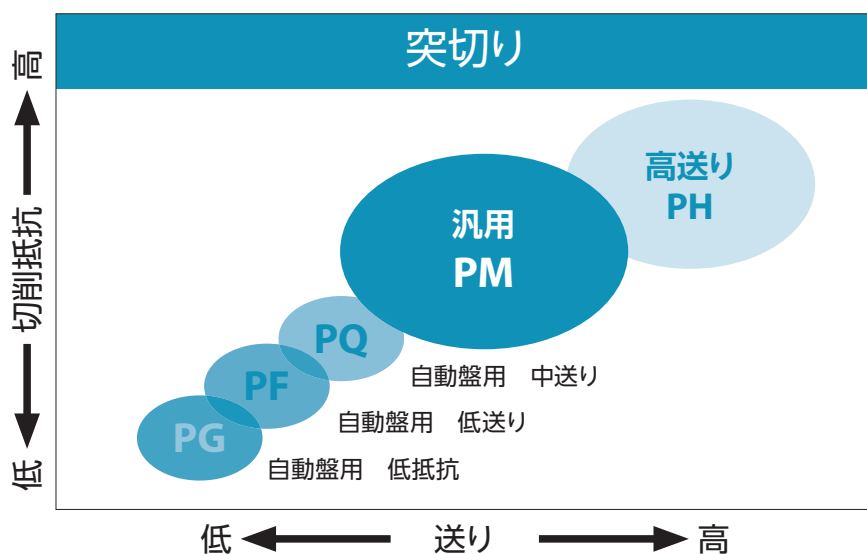 突切り
高
切削抵抗
低
高送り
PH
汎用
PM
PQ
自動盤用　中送り
PF
自動盤用　低送り
PG
自動盤用　低抵抗
低
送り
高